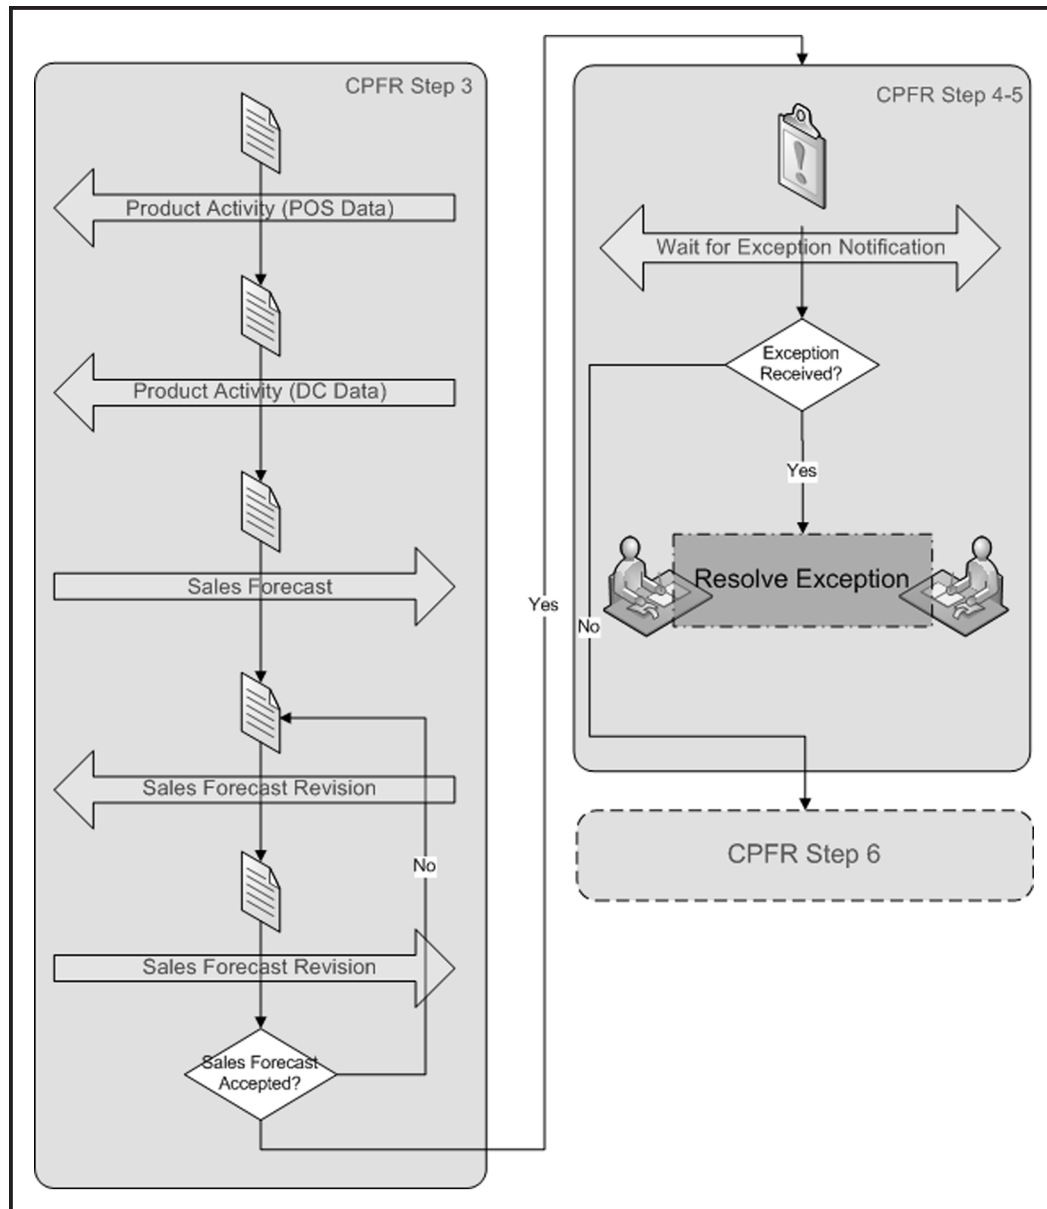 CPFR Step 3
Product Activity (POS Data)
Product Activity (DC Data)
Sales Forecast
Sales Forecast Revision
No
Sales Forecast Revision
Sales Forecast
Accepted?
Yes
CPFR Step 4-5
Wait for Exception Notification
Exception
Received?
Yes
Resolve Exception
No
CPFR Step 6